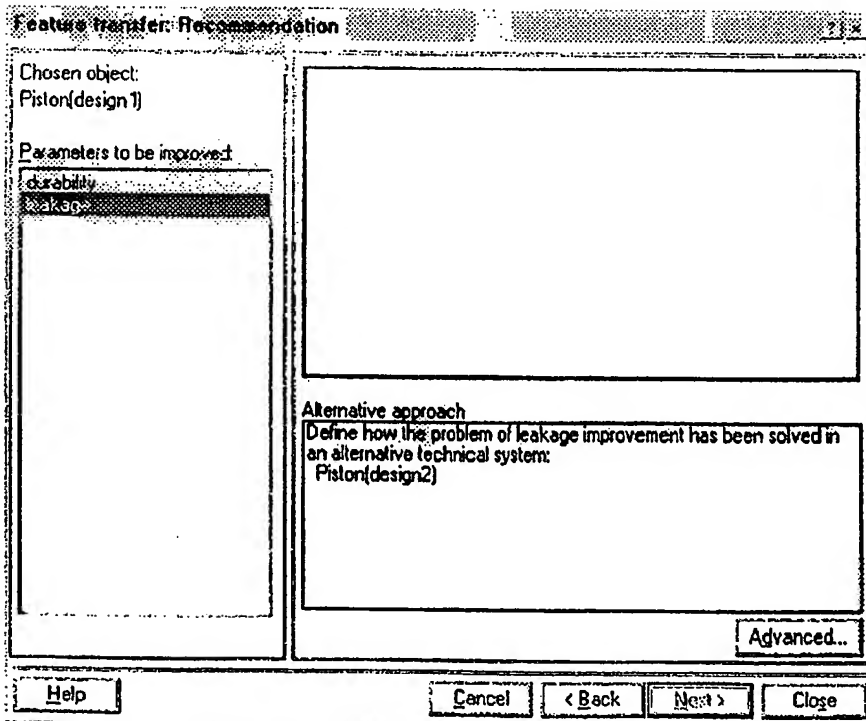 Feature transfer: Recommendation
? ×
Chosen object:
Piston(design1)
Parameters to be improved:
durability
leakage
Alternative approach
Define how the problem of leakage improvement has been solved in
an alternative technical system:
Piston(design2)
Advanced...
Help
Cancel
< Back
Next >
Close